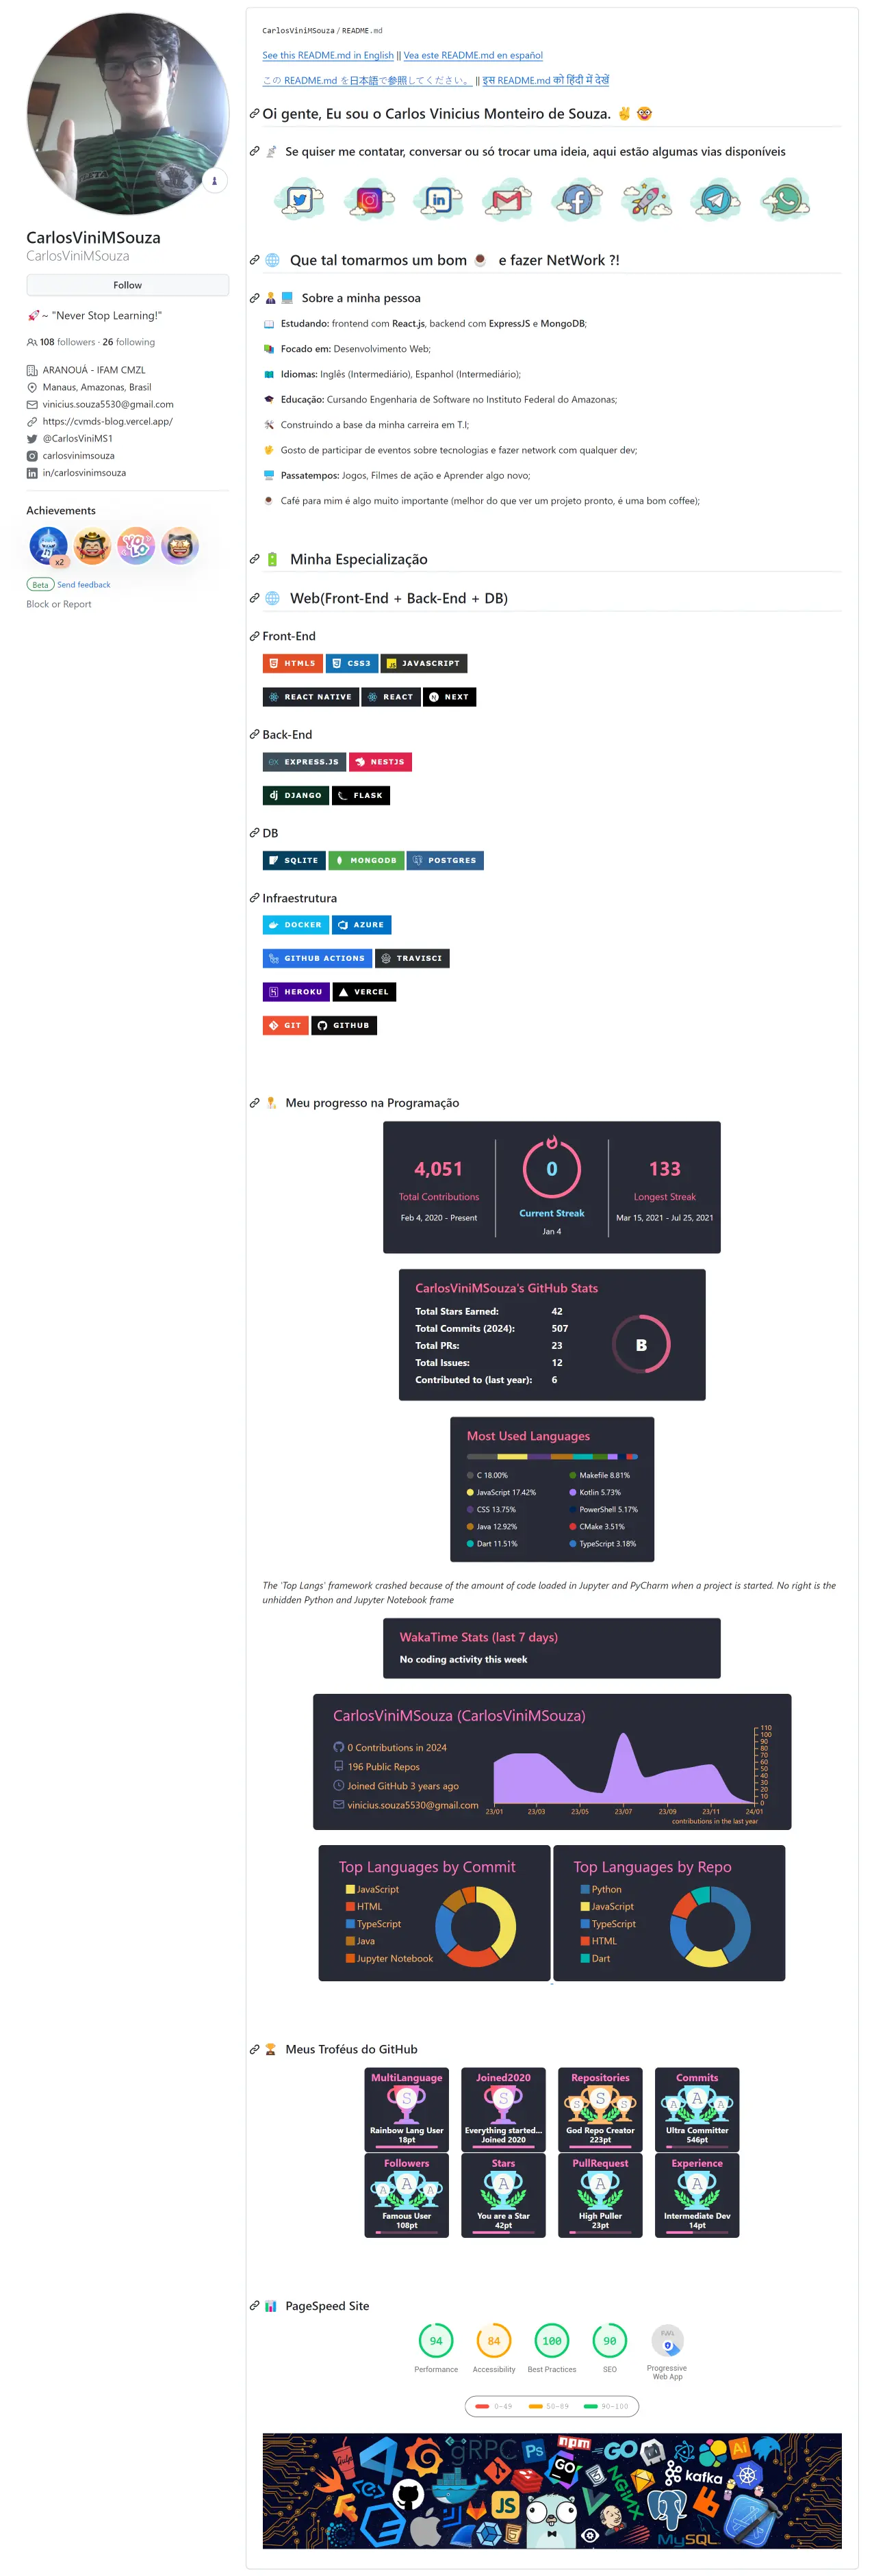 CarlosViniMSouza
CarlosViniMSouza
Follow
~ "Never Stop Learning!"
108 followers · 26 following
ARANOUÁ - IFAM CMZL
Manaus, Amazonas, Brasil
vinicius.souza5530@gmail.com
https://cvmds-blog.vercel.app/
@CarlosViniMS1
carlosvinimsouza
in/carlosvinimsouza
Achievements
x2
Beta Send feedback
Block or Report
CarlosViniMSouza / README.md
See this README.md in English || Vea este README.md en español
この README.md を日本語で参照してください。 || इस README.md को हिंदी में देखें
Oi gente, Eu sou o Carlos Vinicius Monteiro de Souza.
Se quiser me contatar, conversar ou só trocar uma ideia, aqui estão algumas vias disponíveis
Que tal tomarmos um bom e fazer NetWork ?!
Sobre a minha pessoa
Estudando: frontend com React.js, backend com ExpressJS e MongoDB;
Focado em: Desenvolvimento Web;
Idiomas: Inglês (Intermediário), Espanhol (Intermediário);
Educação: Cursando Engenharia de Software no Instituto Federal do Amazonas;
Construindo a base da minha carreira em T.I;
Gosto de participar de eventos sobre tecnologias e fazer network com qualquer dev;
Passatempos: Jogos, Filmes de ação e Aprender algo novo;
Café para mim é algo muito importante (melhor do que ver um projeto pronto, é uma bom coffee);
Minha Especialização
Web(Front-End + Back-End + DB)
Front-End
HTML5 CSS3 JAVASCRIPT
REACT NATIVE REACT NEXT
Back-End
EXPRESS.JS NESTJS
DJANGO FLASK
DB
SQLITE MONGODB POSTGRES
Infraestrutura
DOCKER AZURE
GITHUB ACTIONS TRAVISCI
HEROKU VERCEL
GIT GITHUB
Meu progresso na Programação
4,051 0 133
Total Contributions Current Streak Longest Streak
Feb 4, 2020 - Present Jan 4 Mar 15, 2021 - Jul 25, 2021
CarlosViniMSouza's GitHub Stats
Total Stars Earned: 42
Total Commits (2024): 507
Total PRs: 23
Total Issues: 12
Contributed to (last year): 6
B
Most Used Languages
C 18.00% Makefile 8.81%
JavaScript 17.42% Kotlin 5.73%
CSS 13.75% PowerShell 5.17%
Java 12.92% CMake 3.51%
Dart 11.51% TypeScript 3.18%
The 'Top Langs' framework crashed because of the amount of code loaded in Jupyter and PyCharm when a project is started. No right is the
unhidden Python and Jupyter Notebook frame
WakaTime Stats (last 7 days)
No coding activity this week
CarlosViniMSouza (CarlosViniMSouza)
0 Contributions in 2024
196 Public Repos
Joined GitHub 3 years ago
vinicius.souza5530@gmail.com
110
100
90
80
70
60
50
40
30
20
10
0
23/01 23/03 23/05 23/07 23/09 23/11 24/01
contributions in the last year
Top Languages by Commit
JavaScript
HTML
TypeScript
Java
Jupyter Notebook
Top Languages by Repo
Python
JavaScript
TypeScript
HTML
Dart
Meus Troféus do GitHub
MultiLanguage Joined2020 Repositories Commits
S S S S S A A A
Rainbow Lang User Everything started... God Repo Creator Ultra Committer
18pt Joined 2020 223pt 546pt
Followers Stars PullRequest Experience
A A A A A A
Famous User You are a Star High Puller Intermediate Dev
108pt 42pt 23pt 14pt
PageSpeed Site
94 84 100 90 PWA
Performance Accessibility Best Practices SEO Progressive
Web App
0-49 50-89 90-100
Gulp gRPC Ps npm GO Ai
GO kafka
JS NGINX
MySQL